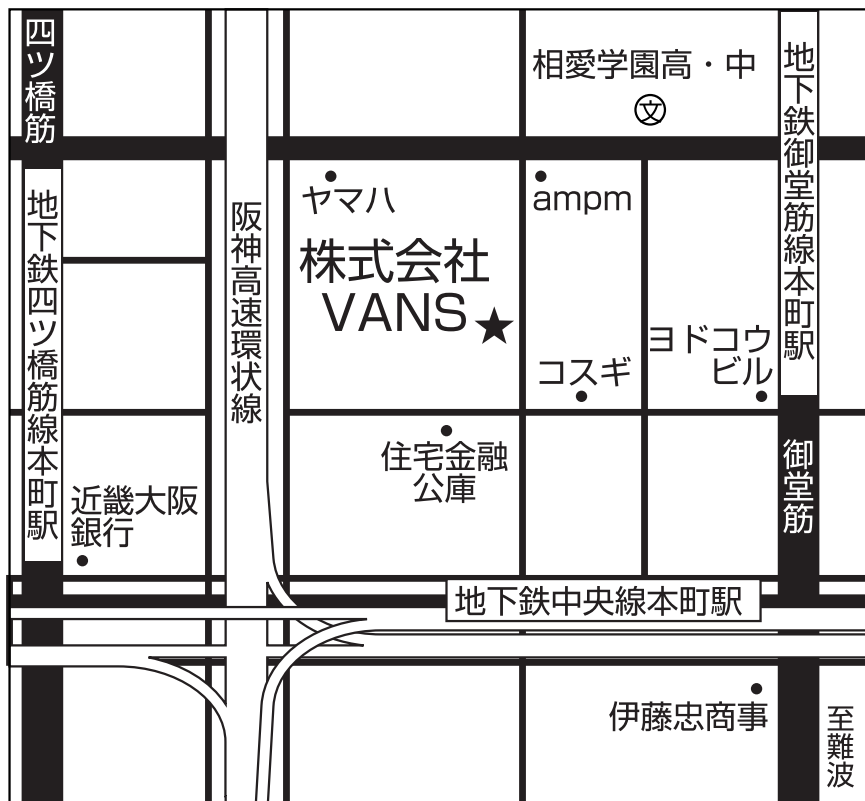 四ツ橋筋
相愛学園高・中
文
地下鉄御堂筋線本町駅
地下鉄四ツ橋筋線本町駅
阪神高速環状線
ヤマハ
ampm
株式会社
VANS
コスギ
ヨドコウ
ビル
住宅金融
公庫
御堂筋
近畿大阪
銀行
地下鉄中央線本町駅
伊藤忠商事
至難波